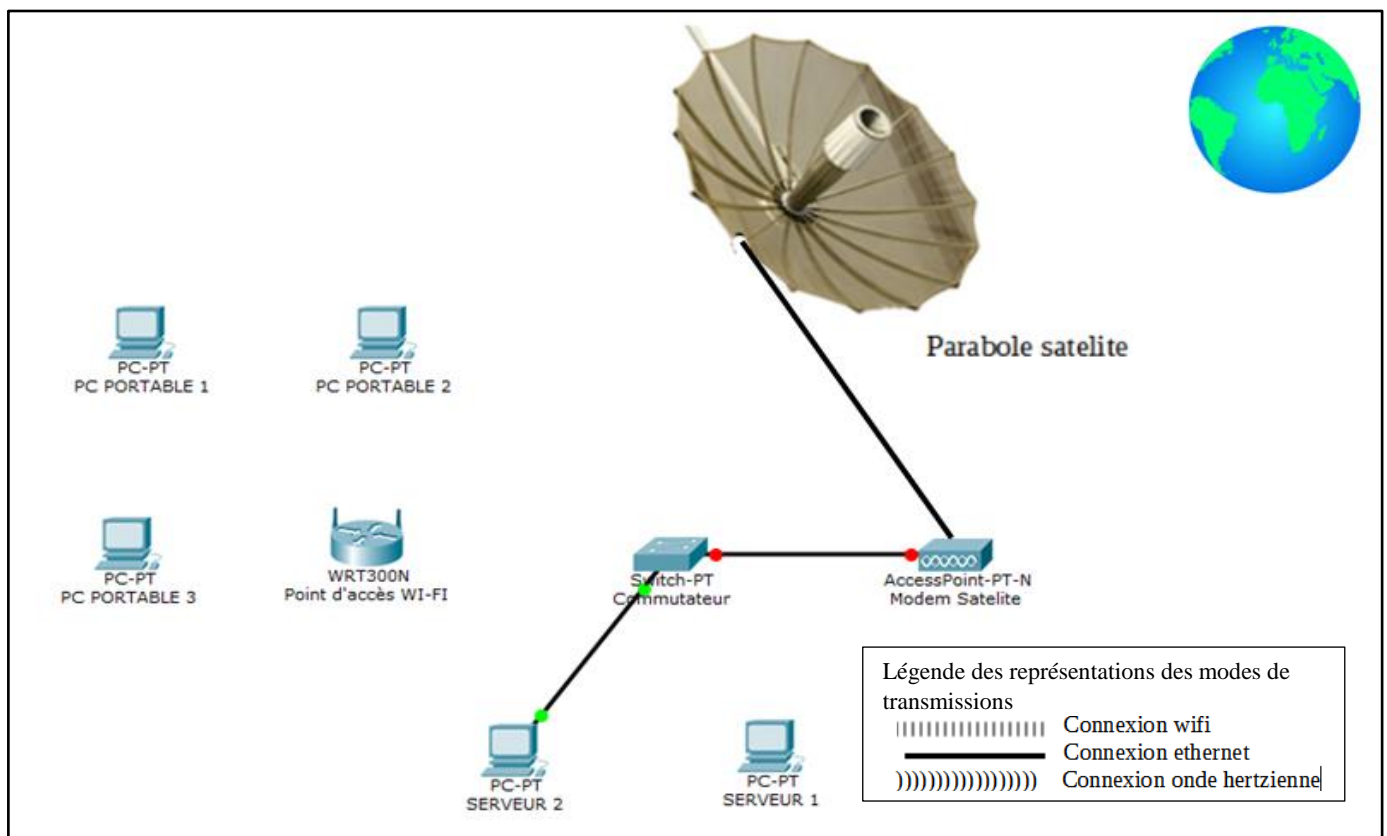 Parabole satelite
PC-PT
PC PORTABLE 1
PC-PT
PC PORTABLE 2
PC-PT
PC PORTABLE 3
WRT300N
Point d'accès WI-FI
Switch-PT
Commutateur
AccessPoint-PT-N
Modem Satelite
PC-PT
SERVEUR 2
PC-PT
SERVEUR 1
Légende des représentations des modes de
transmissions
Connexion wifi
Connexion ethernet
Connexion onde hertzienne